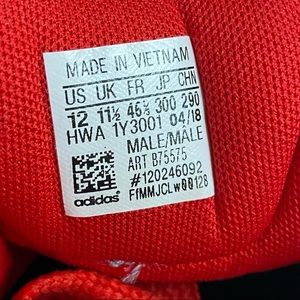 MADE IN VIETNAM
US UK FR JP CHN
12 11½ 46⅔ 300 290
HWA 1Y3001 04/18
MALE/MALE
ART B75575
#120246092
adidas FfMMJCLw00128